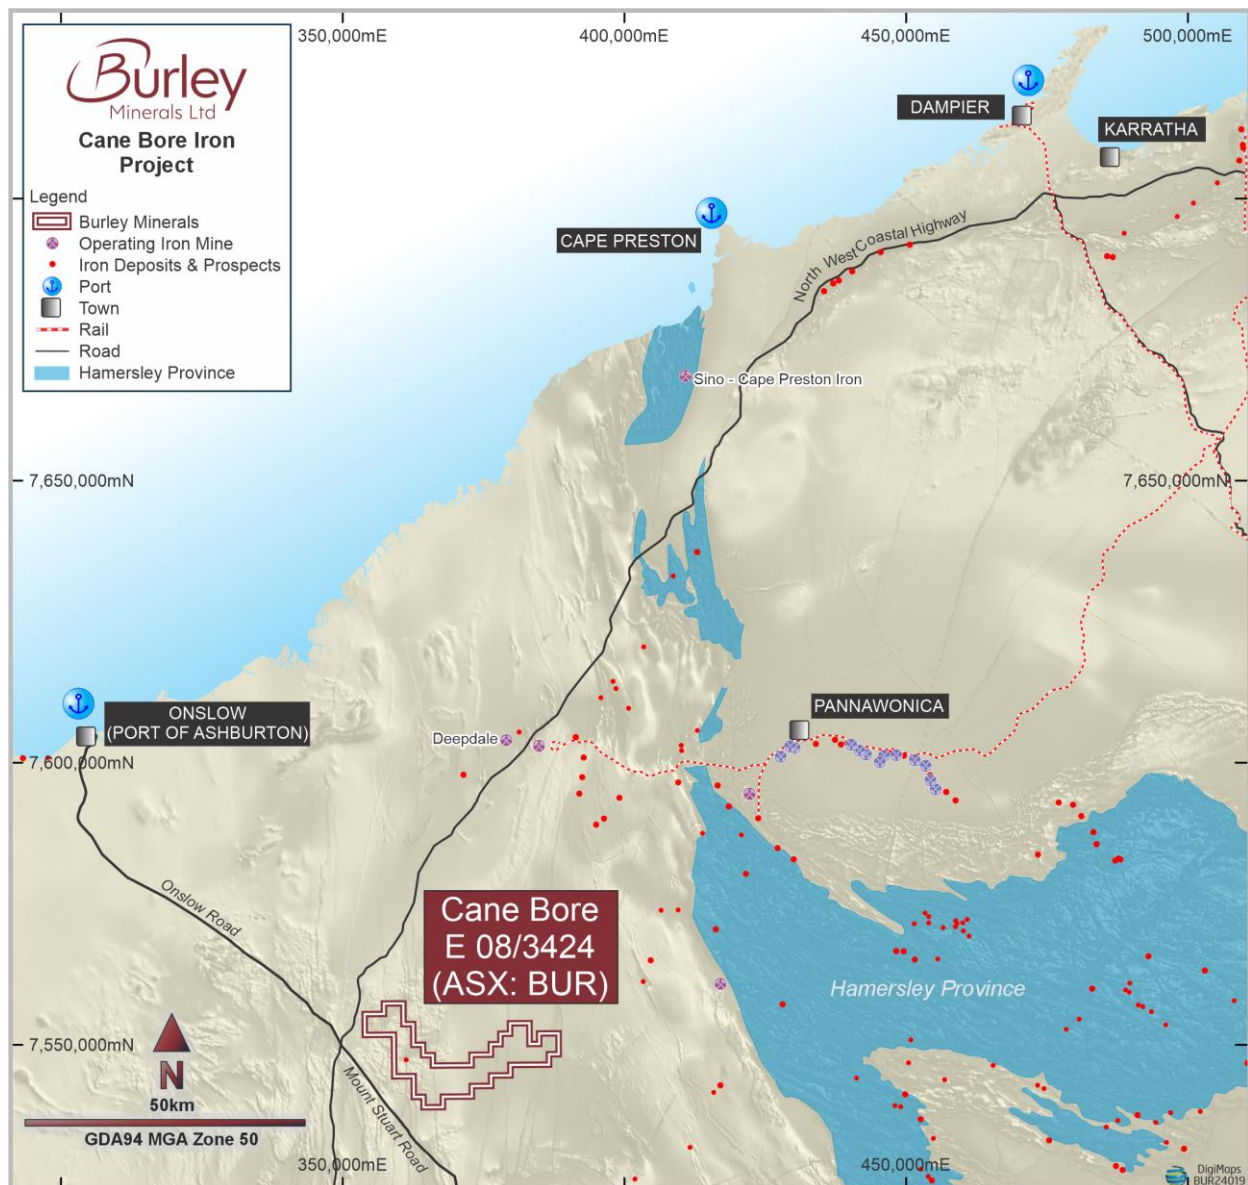 350,000mE
400,000mE
450,000mE
500,000mE
Burley
Minerals Ltd
Cane Bore Iron
Project
Legend
Burley Minerals
Operating Iron Mine
Iron Deposits & Prospects
Port
Town
Rail
Road
Hamersley Province
DAMPIER
KARRATHA
CAPE PRESTON
North West Coastal Highway
Sino - Cape Preston Iron
7,650,000mN
7,650,000mN
ONSLOW
(PORT OF ASHBURTON)
PANNAWONICA
Deepdale
7,600,000mN
Onslow Road
Cane Bore
E 08/3424
(ASX: BUR)
Hamersley Province
7,550,000mN
N
50km
GDA94 MGA Zone 50
Mount Stuart Road
350,000mE
450,000mE
DigiMaps
BUR24019